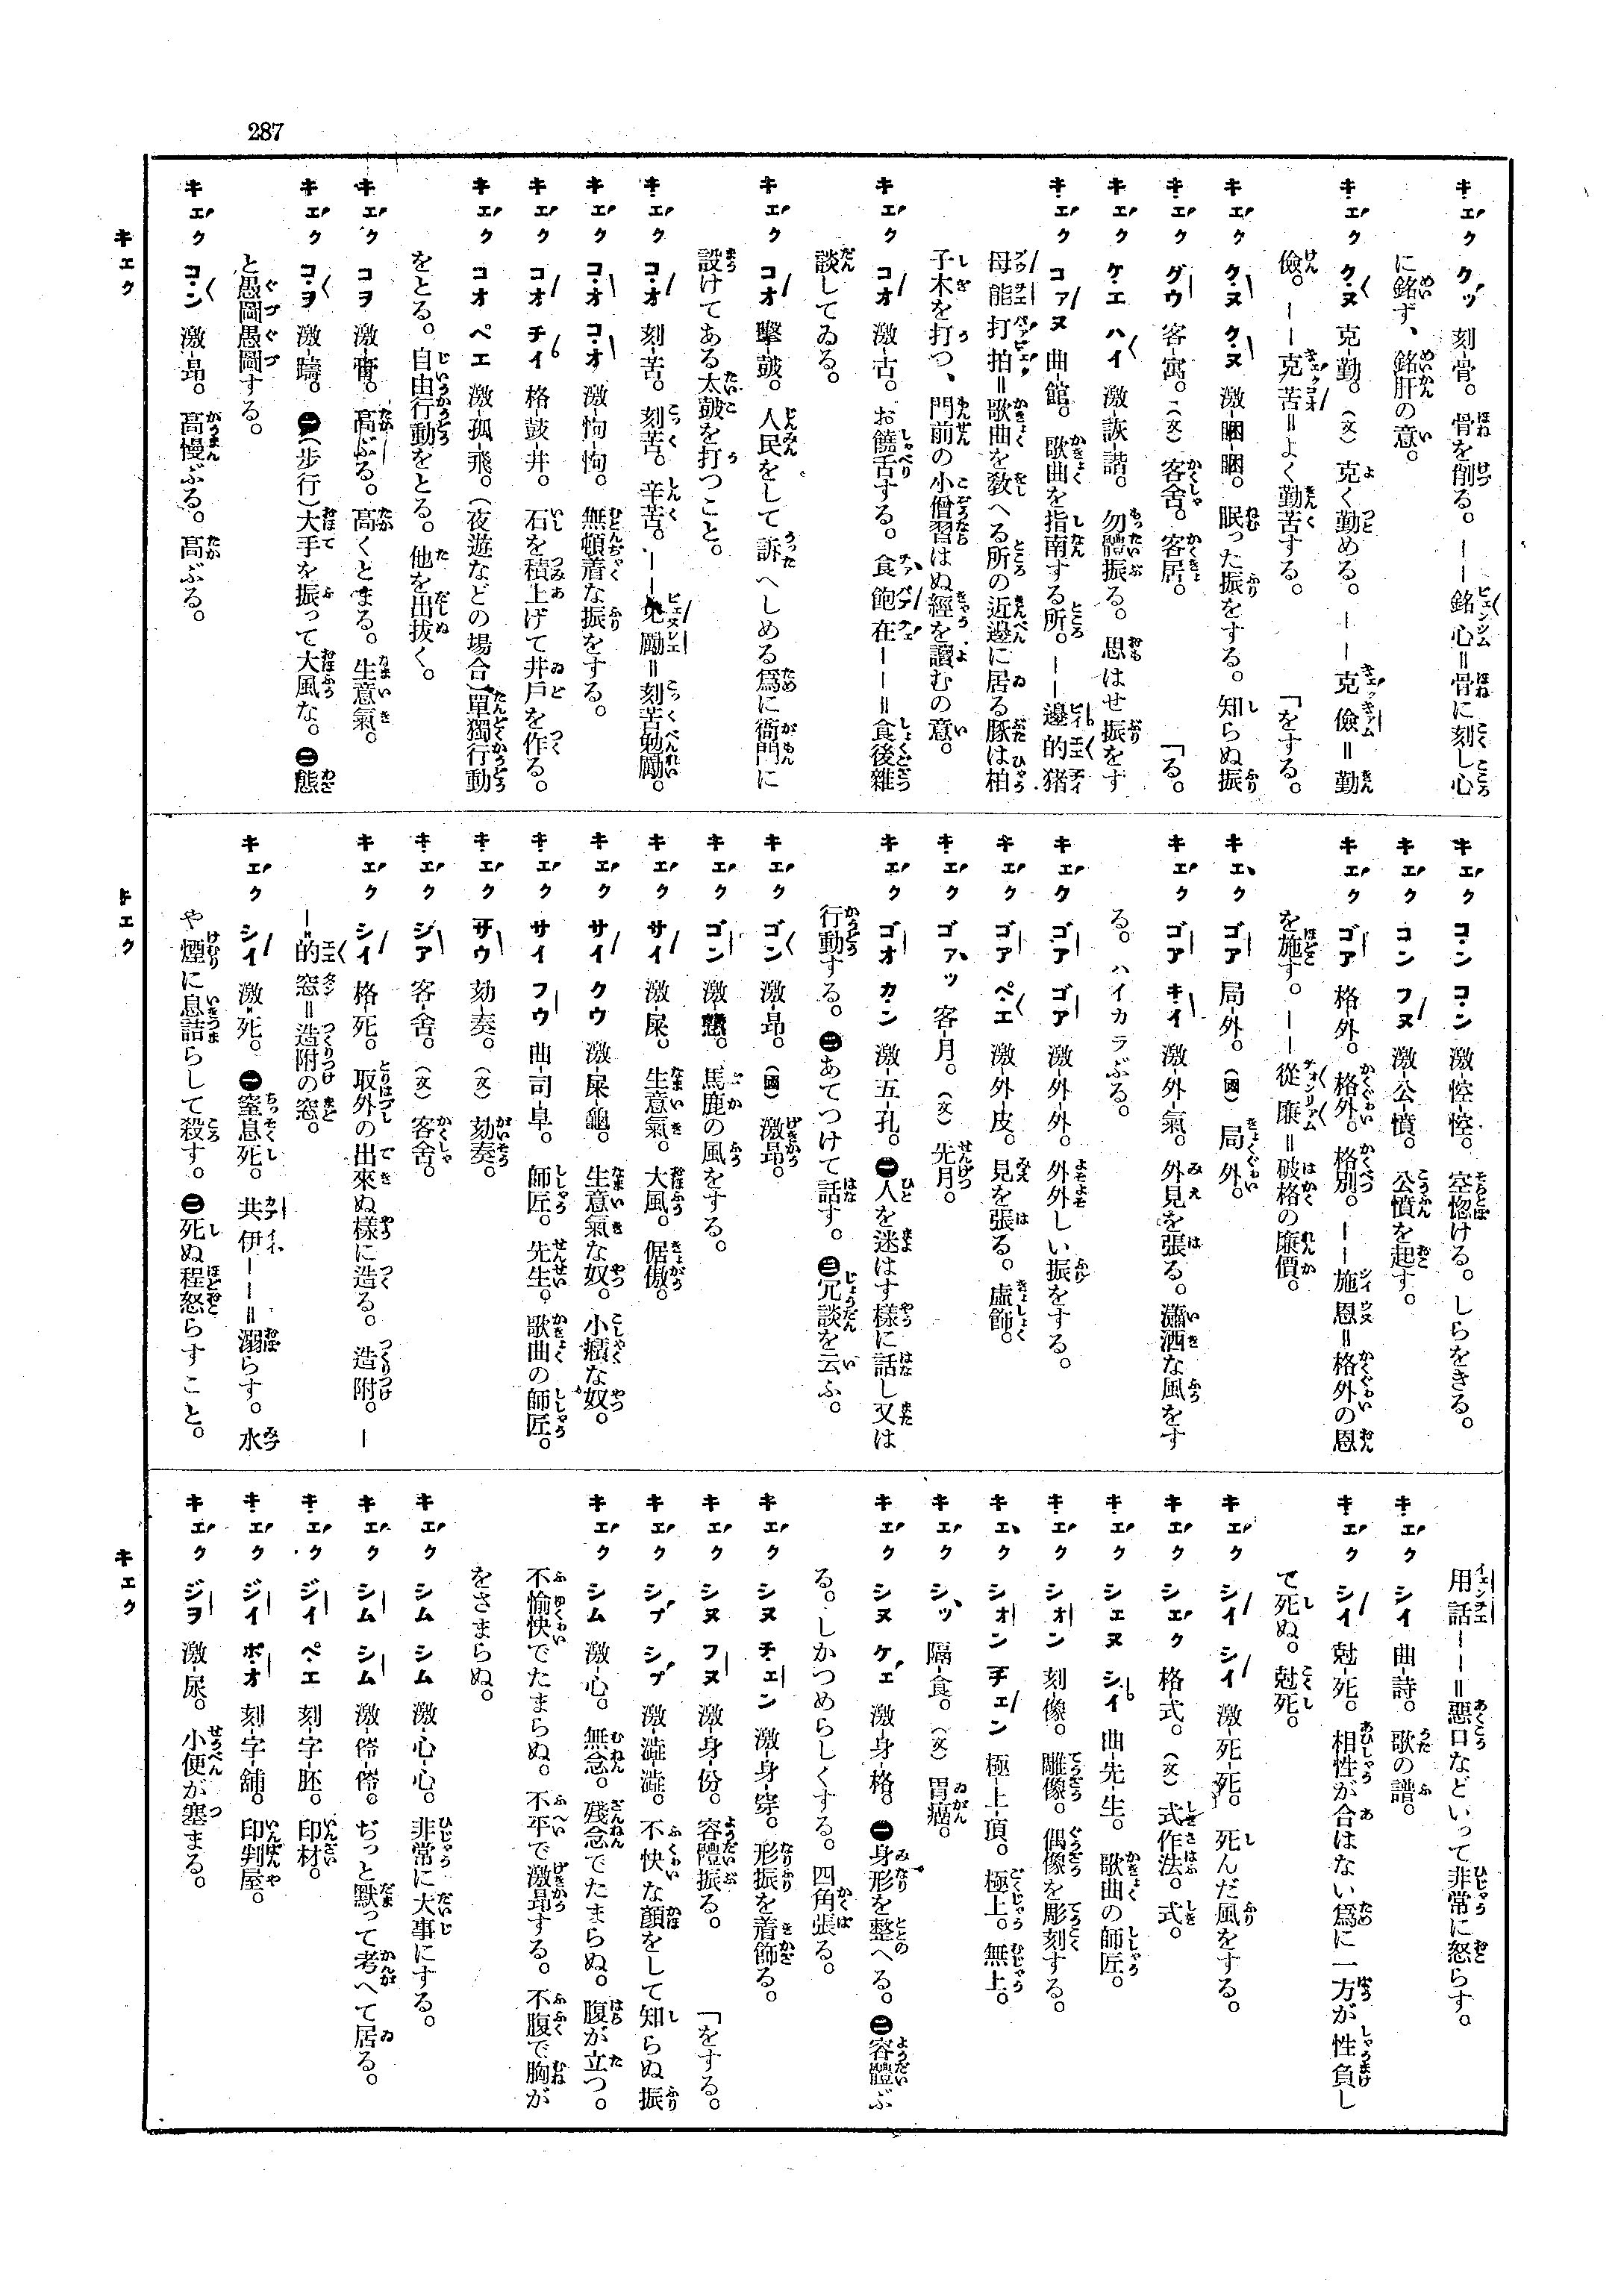 287
キエク クッ 刻-骨。骨を削る。――銘心＝骨に刻し心
に銘ず、銘肝の意。
キエク クヌ 克-勤。（文）克く勤める。――克儉＝勤
儉。――克苦＝よく勤苦する。
キエク クヌ クヌ 激-睏-睏。眠った振をする。知らぬ振「をする。
キエク グウ 客-寓。（文）客舍。客居。
キエク ケエ ハイ 激-詼-諧。勿體振る。思はせ振をす「る。
キエク コァヌ 曲-館。歌曲を指南する所。――邊的猪
母能打拍＝歌曲を教へる所の近邊に居る豚は柏
子木を打つ、門前の小僧習はぬ經を讀むの意。
キエク コオ 激-古。お饒舌する。食飽在――＝食後雜
談してゐる。
キエク コオ 擊-皷。人民をして訴へしめる爲に衙門に
設けてある太皷を打つこと。
キエク コオ 刻-苦。刻苦。辛苦。――勉勵＝刻苦勉勵。
キエク コオ コオ 激-怐-怐。無頓着な振をする。
キエク コオ チイ 格-鼓-井。石を積上げて井戸を作る。
キエク コオ ペエ 激-孤-飛。（夜遊などの場合）單獨行動
をとる。自由行動をとる。他を出拔く。
キエク コヲ 激-膏。高ぶる。高くとまる。生意氣。
キエク コヲ 激-𨃟。㊀（歩行）大手を振って大風な。㊁態
と愚圖愚圖する。
キエク コン 激-昻。高慢ぶる。高ぶる。
キエク コン コン 激-悾-悾。空惚ける。しらをきる。
キエク コン フヌ 激-公-憤。公憤を起す。
キエク ゴア 格-外。格外。格別。――施恩＝格外の恩
を施す。――從廉＝破格の廉價。
キエク ゴア 局-外。（國）局外。
キエク ゴア キイ 激-外-氣。外見を張る。瀟洒な風をす
る。ハイカラぶる。
キエク ゴア ゴア 激-外-外。外外しい振をする。
キエク ゴア ペエ 激-外-皮。見を張る。虛飾。
キエク ゴァッ 客-月。（文）先月。
キエク ゴオ カン 激-五-孔。㊀人を迷はす樣に話し又は
行動する。㊁あてつけて話す。㊂冗談を云ふ。
キエク ゴン 激-昻。（國）激昻。
キエク ゴン 激-戇。馬鹿の風をする。
キエク サイ 激-屎。生意氣。大風。倨傲。
キエク サイ クウ 激-屎-龜。生意氣な奴。小癪な奴。
キエク サイ フウ 曲-司-阜。師匠。先生。歌曲の師匠。
キエク サウ 劾-奏。（文）劾奏。
キエク ジア 客-舍。（文）客舍。
キエク シイ 格-死。取外の出來ぬ樣に造る。造附。―
―的窓＝造附の窓。
キエク シイ 激-死。㊀窒息死。共伊――＝溺らす。水
や煙に息詰らして殺す。㊁死ぬ程怒らすこと。
用話――＝惡口などいって非常に怒らす。
キエク シイ 曲-詩。歌の譜。
キエク シイ 尅-死。相性が合はない爲に一方が性負し
て死ぬ。尅死。
キエク シイ シイ 激-死-死。死んだ風をする。
キエク シエク 格-式。（文）式作法。式。
キエク シエヌ シイ 曲-先-生。歌曲の師匠。
キエク シオン 刻-像。雕像。偶像を彫刻する。
キエク シオン チエン 極-上-頂。極上。無上。
キエク シッ 隔-食。（文）胃癌。
キエク シヌ ケエ 激-身-格。㊀身形を整へる。㊁容體ぶ
る。しかつめらしくする。四角張る。
キエク シヌ チエン 激-身-穿。形振を着飾る。
キエク シヌ フヌ 激-身-份。容體振る。
キエク シプ シプ 激-澁-澁。不快な顏をして知らぬ振「をする。
キエク シム 激-心。無念。殘念でたまらぬ。腹が立つ。
不愉快でたまらぬ。不平で激昻する。不腹で胸が
をさまらぬ。
キエク シム シム 激-心-心。非常に大事にする。
キエク シム シム 激-㑖-㑖。ぢっと默って考へて居る。
キエク ジイ ペエ 刻-字-胚。印材。
キエク ジイ ポオ 刻-字-舖。印判屋。
キエク ジヲ 激-尿。小便が塞まる。
キエク
キエク
キエク